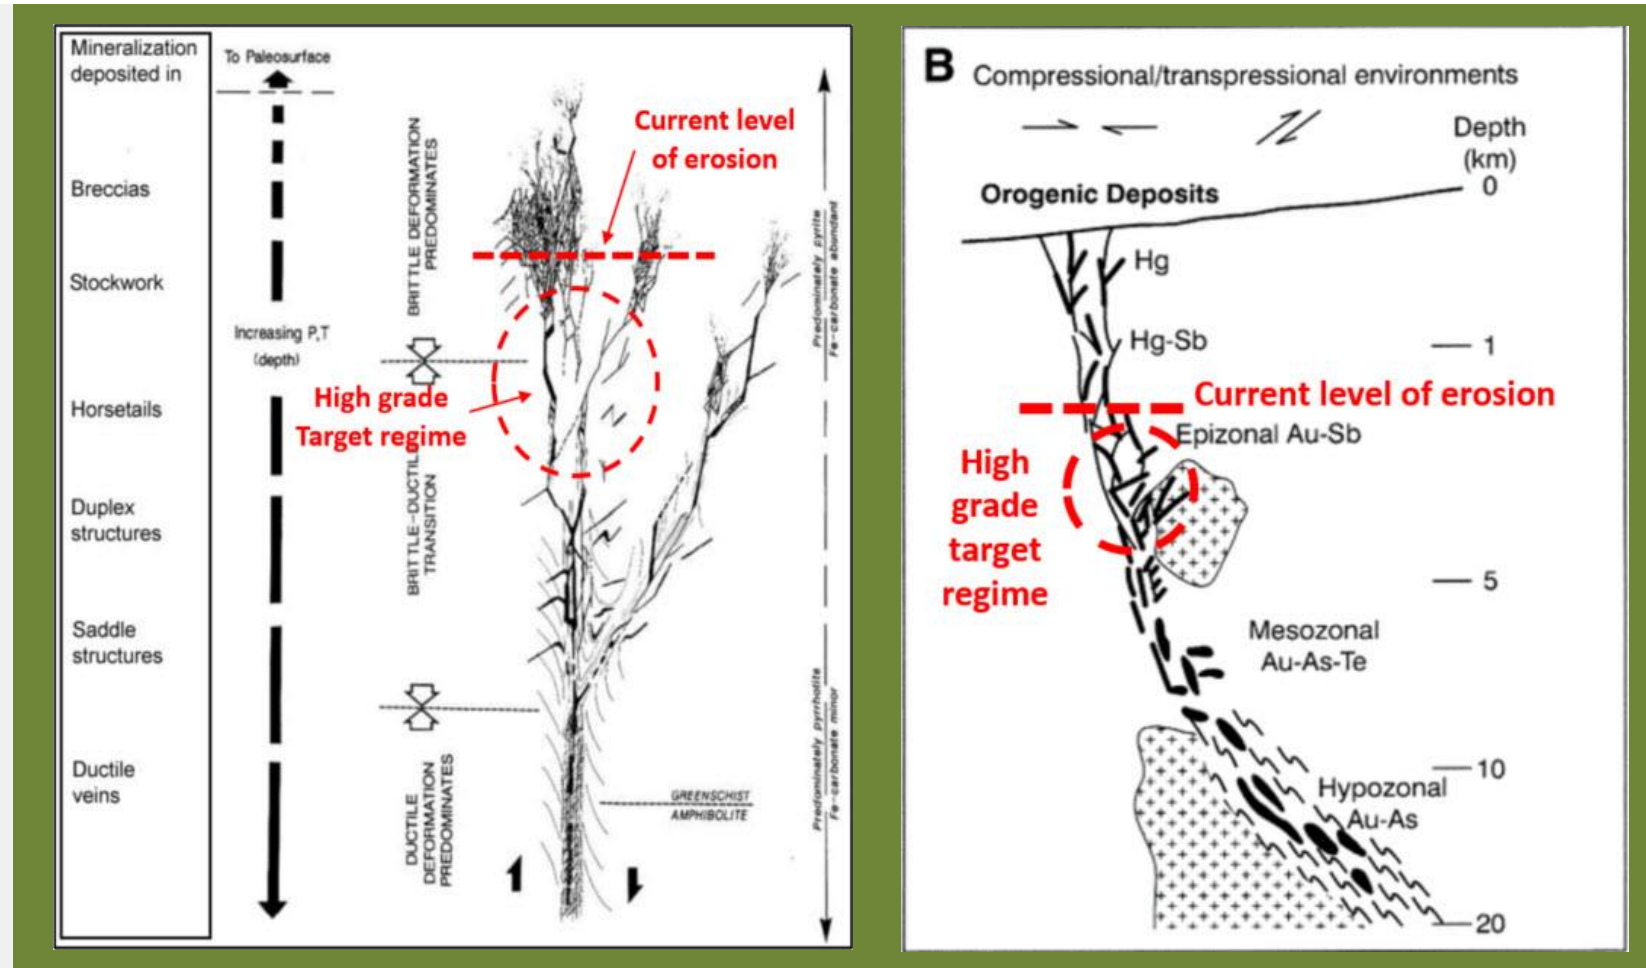 Mineralization
deposited in
Breccias
Stockwork
Horsetails
Duplex
structures
Saddle
structures
Ductile
veins
To Paleosurface
Increasing P,T
(depth)
BRITTLE DEFORMATION
PREDOMINATES
BRITTLE-DUCTILE
TRANSITION
DUCTILE
DEFORMATION
PREDOMINATES
Current level
of erosion
High grade
Target regime
GREENSCHIST
AMPHIBOLITE
Predominately pyrite
Fe-carbonate abundant
Predominately pyrrhotite
Fe-carbonate minor
B Compressional/transpressional environments
Depth
(km)
0
Orogenic Deposits
Hg
Hg-Sb
1
Current level of erosion
Epizonal Au-Sb
High
grade
target
regime
5
Mesozonal
Au-As-Te
10
Hypozonal
Au-As
20